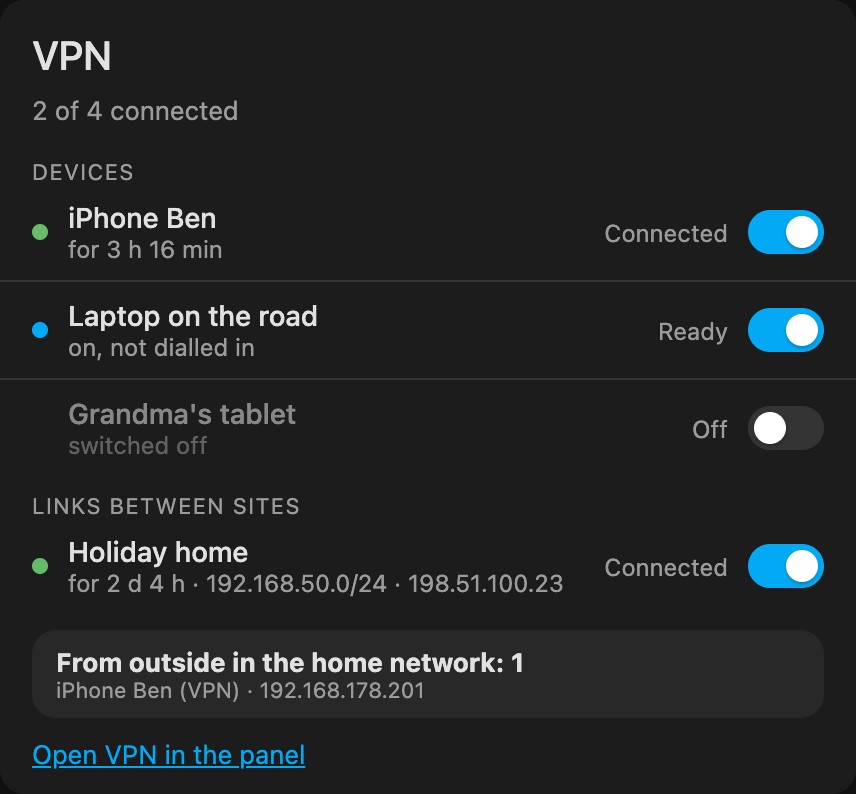 VPN
2 of 4 connected
DEVICES
iPhone Ben
for 3 h 16 min
Connected
Laptop on the road
on, not dialled in
Ready
Grandma's tablet
switched off
Off
LINKS BETWEEN SITES
Holiday home
for 2 d 4 h · 192.168.50.0/24 · 198.51.100.23
Connected
From outside in the home network: 1
iPhone Ben (VPN) · 192.168.178.201
Open VPN in the panel